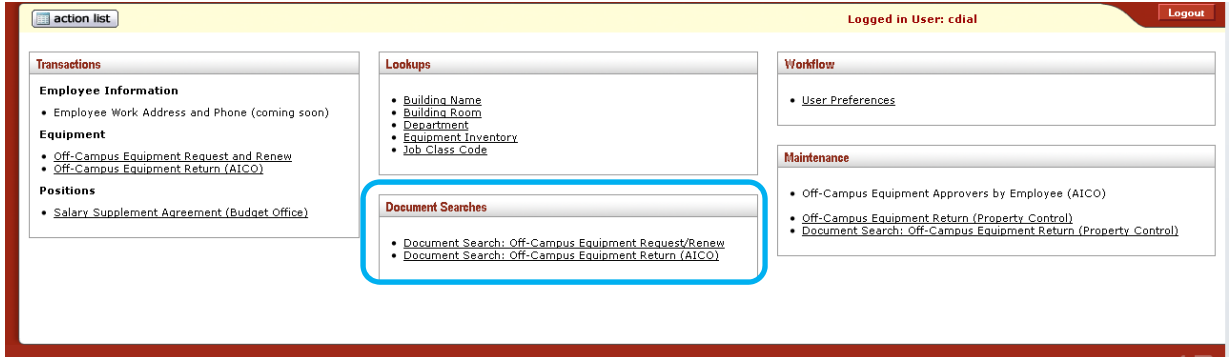 action list
Logged in User: cdial
Logout
Transactions
Employee Information
• Employee Work Address and Phone (coming soon)
Equipment
• Off-Campus Equipment Request and Renew
• Off-Campus Equipment Return (AICO)
Positions
• Salary Supplement Agreement (Budget Office)
Lookups
• Building Name
• Building Room
• Department
• Equipment Inventory
• Job Class Code
Document Searches
• Document Search: Off-Campus Equipment Request/Renew
• Document Search: Off-Campus Equipment Return (AICO)
Workflow
• User Preferences
Maintenance
• Off-Campus Equipment Approvers by Employee (AICO)
• Off-Campus Equipment Return (Property Control)
• Document Search: Off-Campus Equipment Return (Property Control)